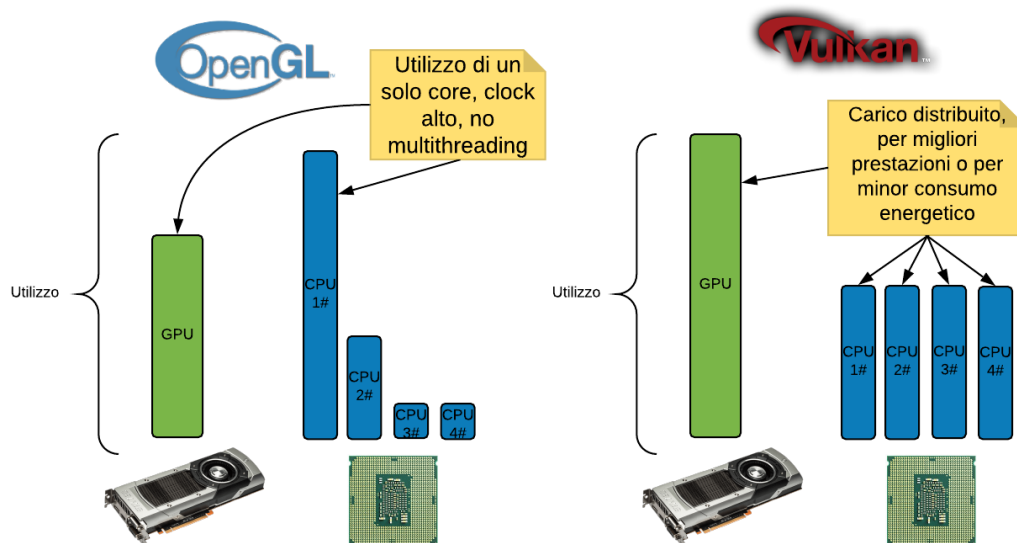 OpenGL
TM
Utilizzo di un
solo core, clock
alto, no
multithreading
Utilizzo
GPU
CPU
1#
CPU
2#
CPU
3#
CPU
4#
Vulkan
TM
Carico distribuito,
per migliori
prestazioni o per
minor consumo
energetico
Utilizzo
GPU
CPU
1#
CPU
2#
CPU
3#
CPU
4#